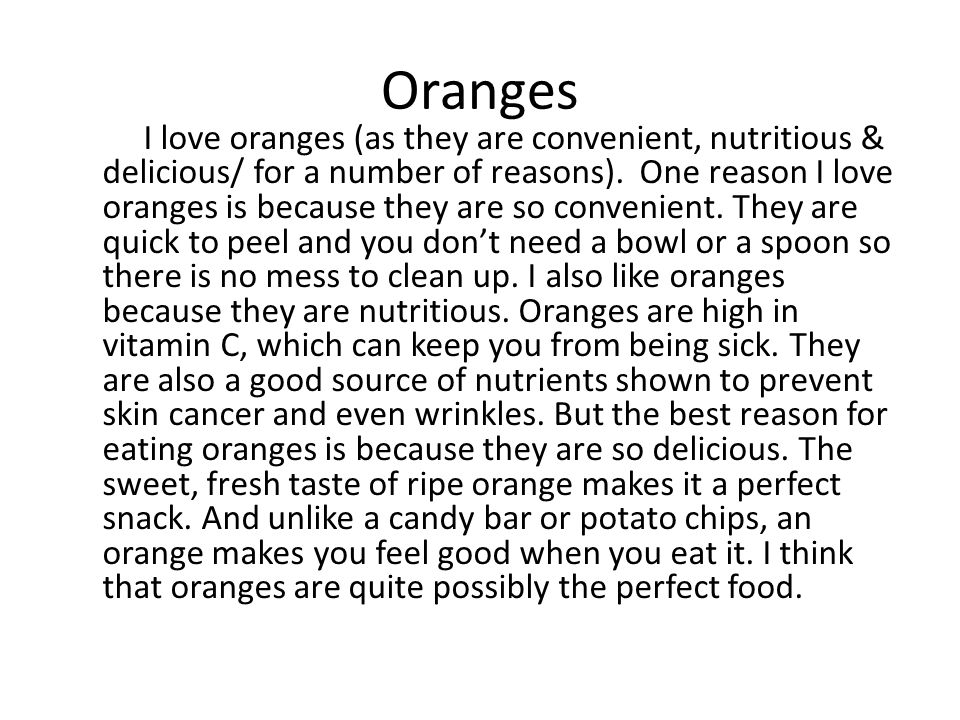 Oranges
I love oranges (as they are convenient, nutritious &
delicious/ for a number of reasons).  One reason I love
oranges is because they are so convenient. They are
quick to peel and you don’t need a bowl or a spoon so
there is no mess to clean up. I also like oranges
because they are nutritious. Oranges are high in
vitamin C, which can keep you from being sick. They
are also a good source of nutrients shown to prevent
skin cancer and even wrinkles. But the best reason for
eating oranges is because they are so delicious. The
sweet, fresh taste of ripe orange makes it a perfect
snack. And unlike a candy bar or potato chips, an
orange makes you feel good when you eat it. I think
that oranges are quite possibly the perfect food.